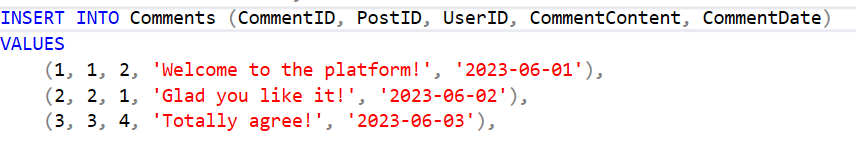 INSERT INTO Comments (CommentID, PostID, UserID, CommentContent, CommentDate)
VALUES
(1, 1, 2, 'Welcome to the platform!', '2023-06-01'),
(2, 2, 1, 'Glad you like it!', '2023-06-02'),
(3, 3, 4, 'Totally agree!', '2023-06-03'),